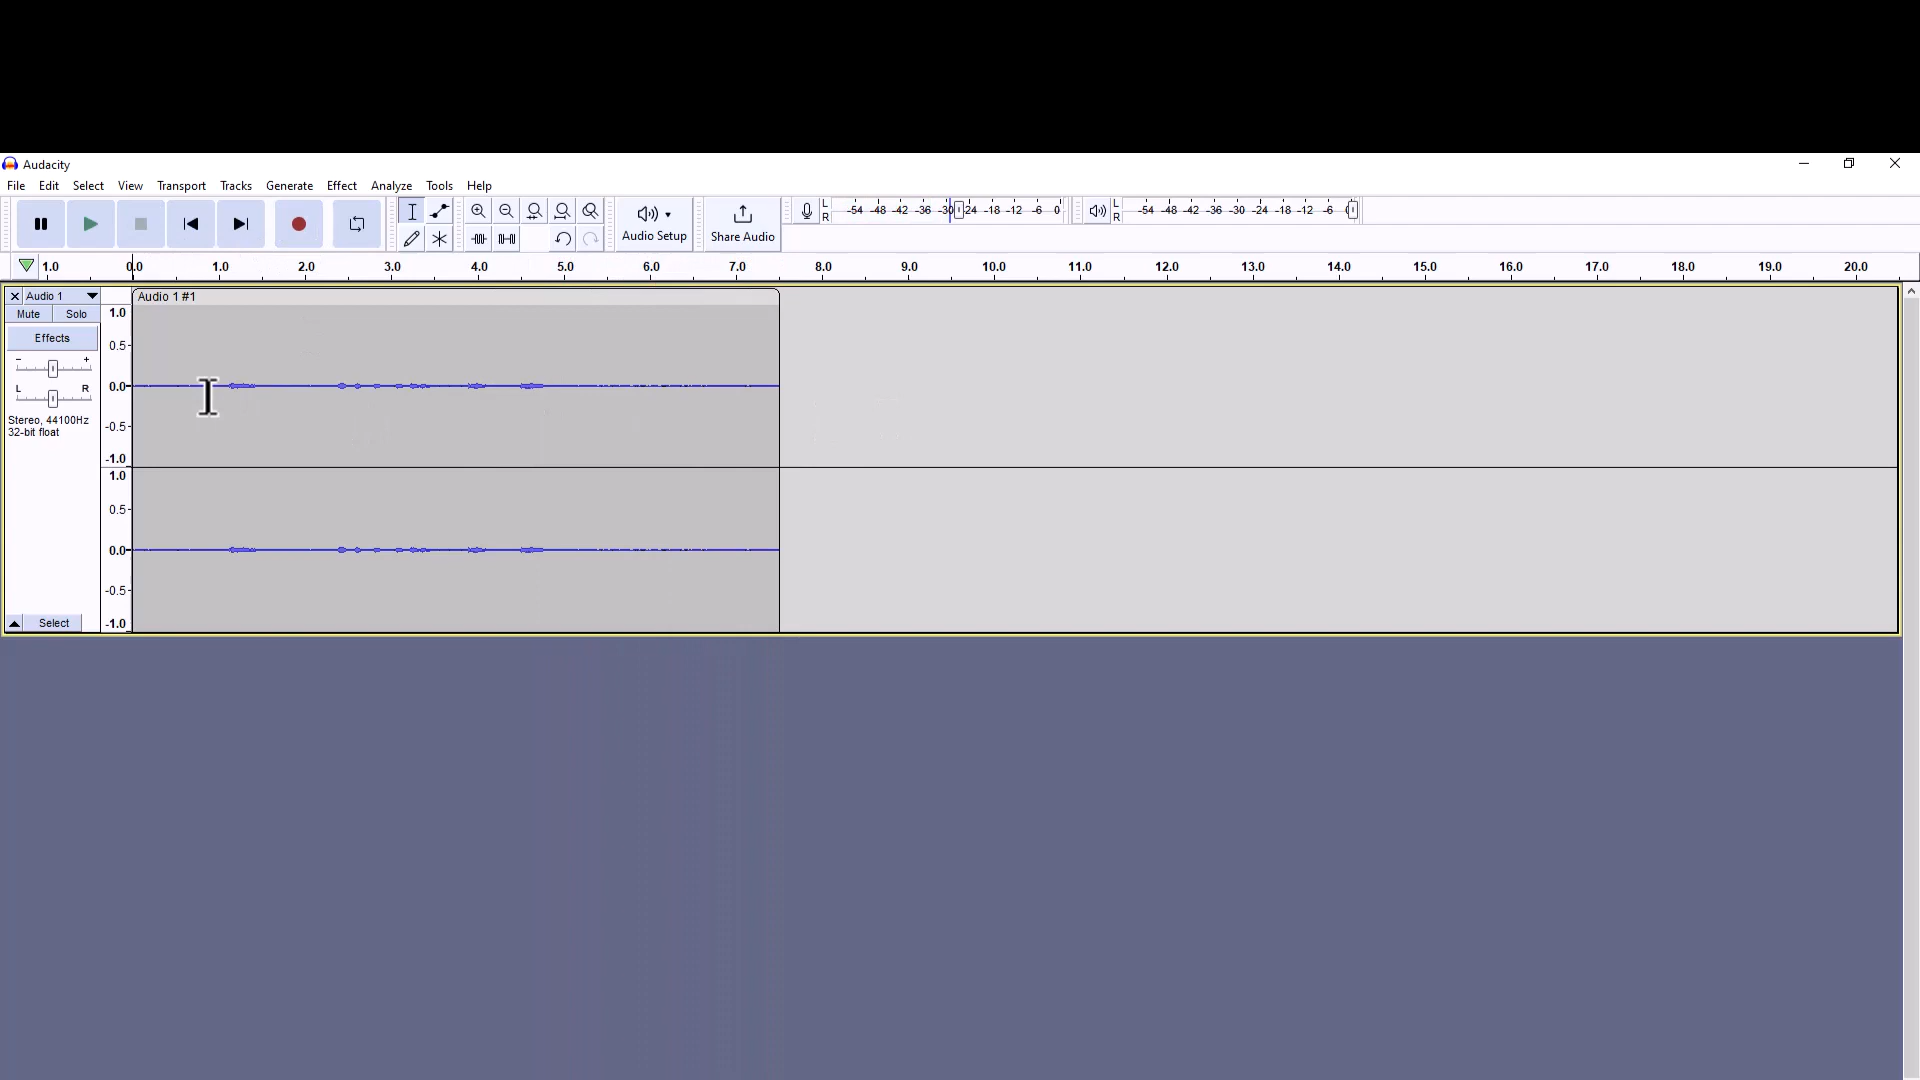 Audacity
File Edit Select View Transport Tracks Generate Effect Analyze Tools Help
L R -54 -48 -42 -36 -30 -24 -18 -12 -6 0
L R -54 -48 -42 -36 -30 -24 -18 -12 -6
Audio Setup
Share Audio
1.0 0.0 1.0 2.0 3.0 4.0 5.0 6.0 7.0 8.0 9.0 10.0 11.0 12.0 13.0 14.0 15.0 16.0 17.0 18.0 19.0 20.0
Audio 1
Audio 1 #1
Mute Solo
Effects
- +
L R
Stereo, 44100Hz
32-bit float
Select
1.0
0.5
0.0
-0.5
-1.0
1.0
0.5
0.0
-0.5
-1.0